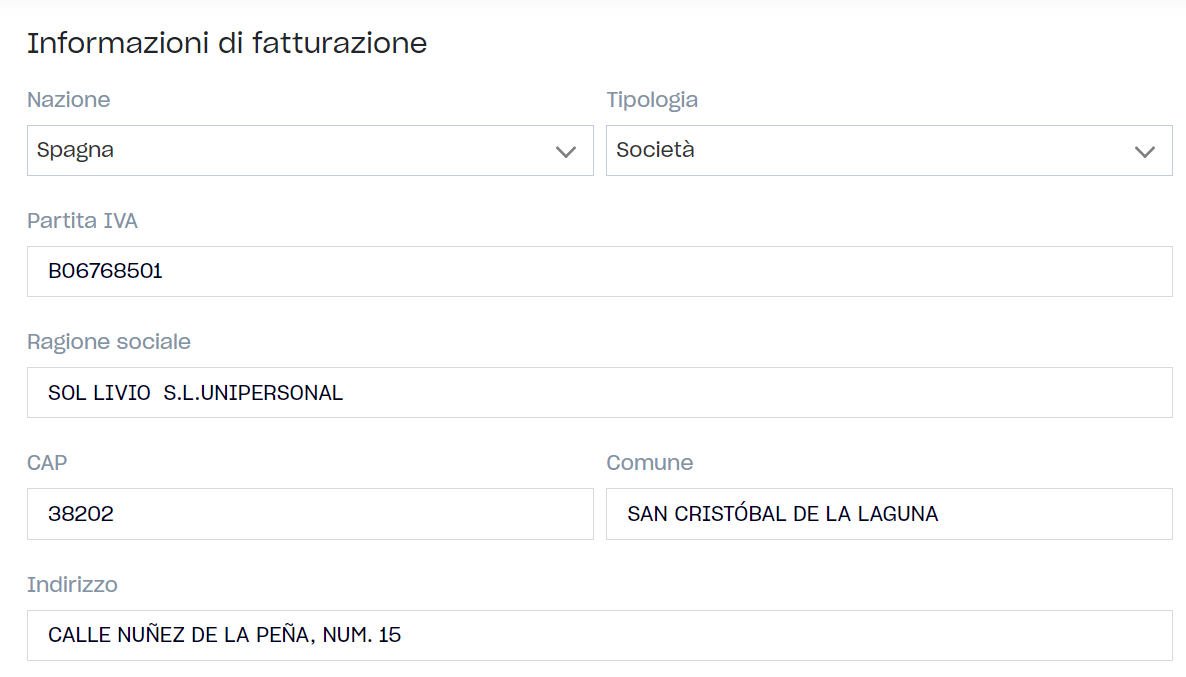 Informazioni di fatturazione
Nazione
Tipologia
Spagna
Società
Partita IVA
B06768501
Ragione sociale
SOL LIVIO  S.L.UNIPERSONAL
CAP
Comune
38202
SAN CRISTÓBAL DE LA LAGUNA
Indirizzo
CALLE NUÑEZ DE LA PEÑA, NUM. 15